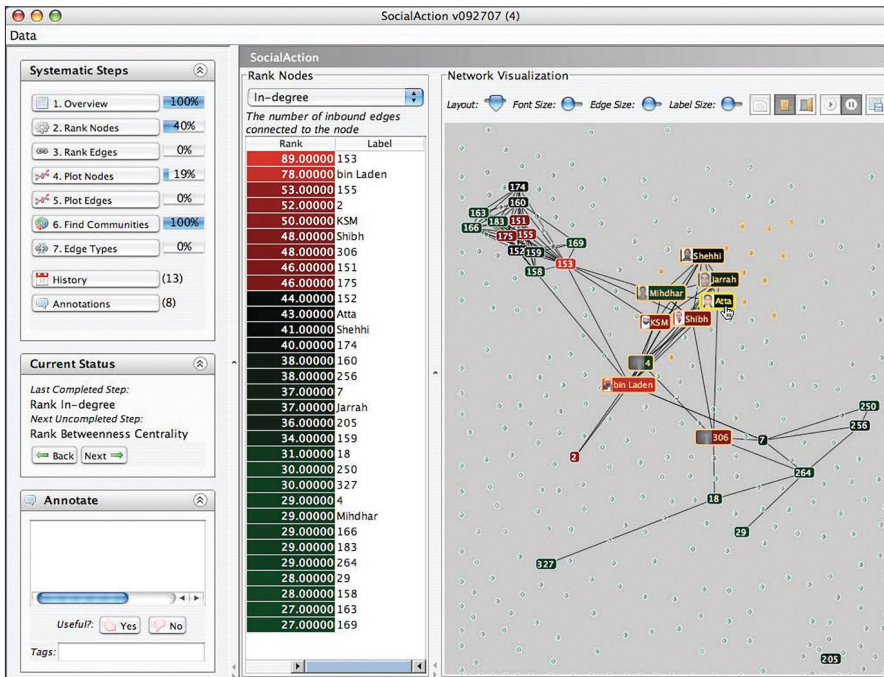 SocialAction v092707 (4)
Data
Systematic Steps
1. Overview 100%
2. Rank Nodes 40%
3. Rank Edges 0%
4. Plot Nodes 19%
5. Plot Edges 0%
6. Find Communities 100%
7. Edge Types 0%
History (13)
Annotations (8)
Current Status
Last Completed Step:
Rank In-degree
Next Uncompleted Step:
Rank Betweenness Centrality
Back Next
Annotate
Useful?: Yes No
Tags:
SocialAction
Rank Nodes
In-degree
The number of inbound edges
connected to the node
Rank Label
89.00000 153
78.00000 bin Laden
53.00000 155
52.00000 2
50.00000 KSM
48.00000 Shibh
48.00000 306
46.00000 151
46.00000 175
44.00000 152
43.00000 Atta
41.00000 Shehhi
40.00000 174
38.00000 160
38.00000 256
37.00000 7
37.00000 Jarrah
36.00000 205
34.00000 159
31.00000 18
30.00000 250
30.00000 327
29.00000 4
29.00000 Mihdhar
29.00000 166
29.00000 183
29.00000 264
28.00000 29
28.00000 158
27.00000 163
27.00000 169
Network Visualization
Layout: Font Size: Edge Size: Label Size:
174
160
163
183 151
166
175 155
169
152 159
158
153
Shehhi
Jarrah
Mihdhar
Atta
KSM
Shibh
4
bin Laden
250
256
306
7
2
264
18
29
327
205